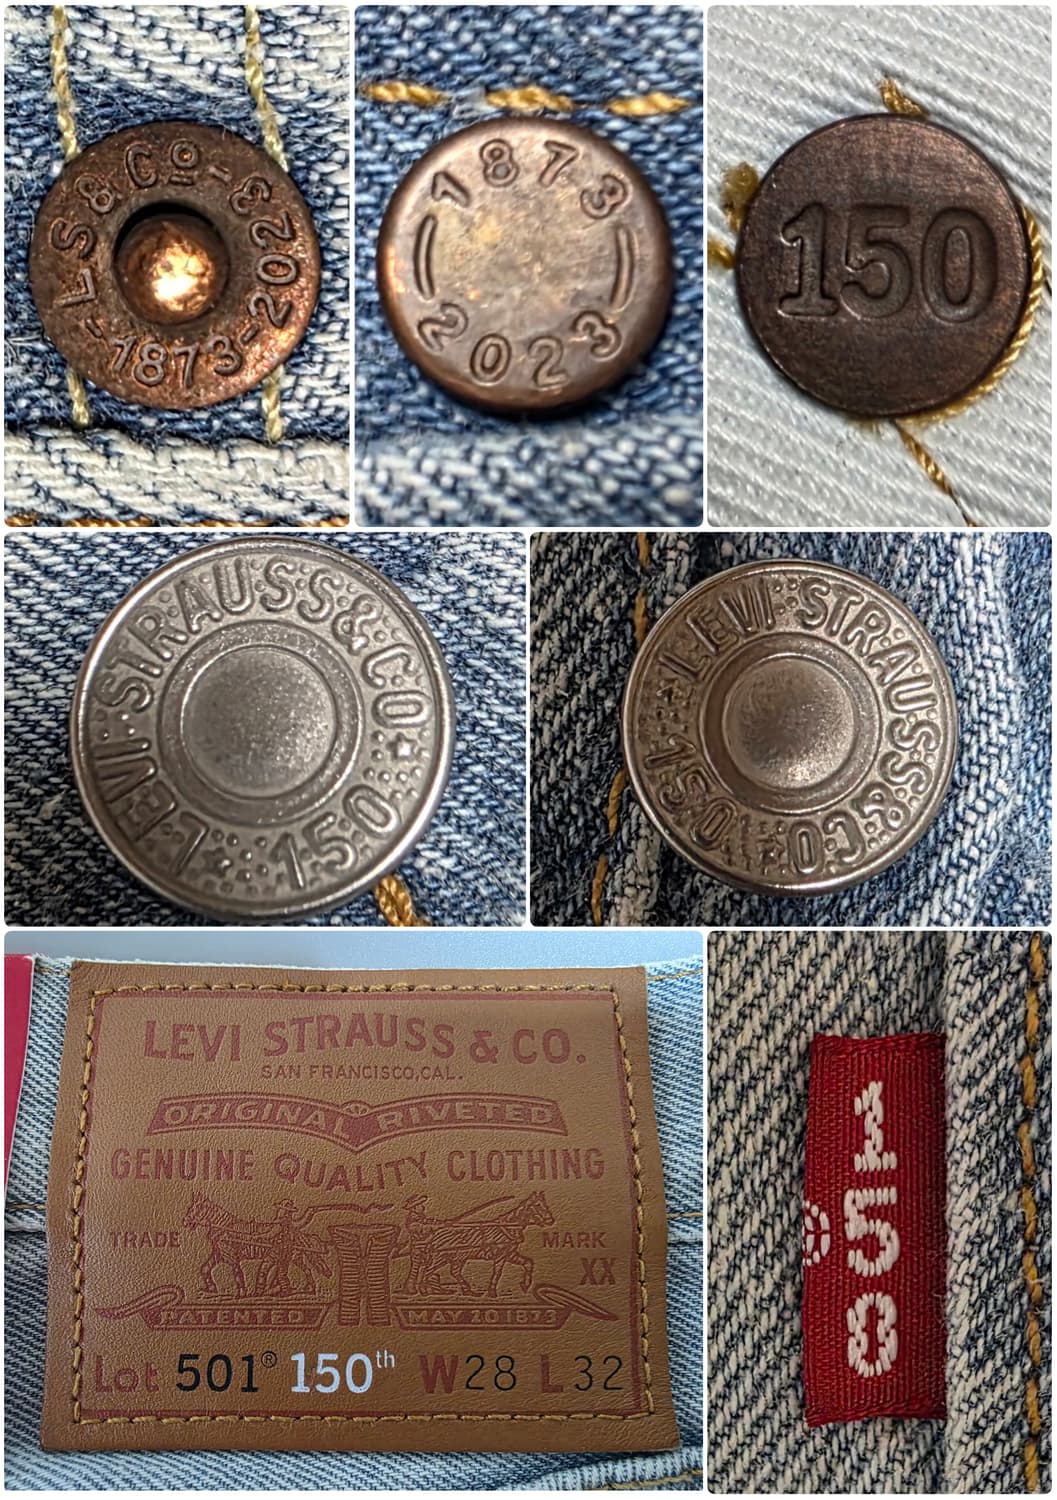 LS & Cº - 1873-2023
1873
2023
150
LEVI STRAUSS & CO 150
LEVI STRAUSS & CO 150
LEVI STRAUSS & CO.
SAN FRANCISCO, CAL.
ORIGINAL RIVETED
GENUINE QUALITY CLOTHING
TRADE MARK
XX
PATENTED MAY 20 1873
Lot 501® 150th W28 L32
150